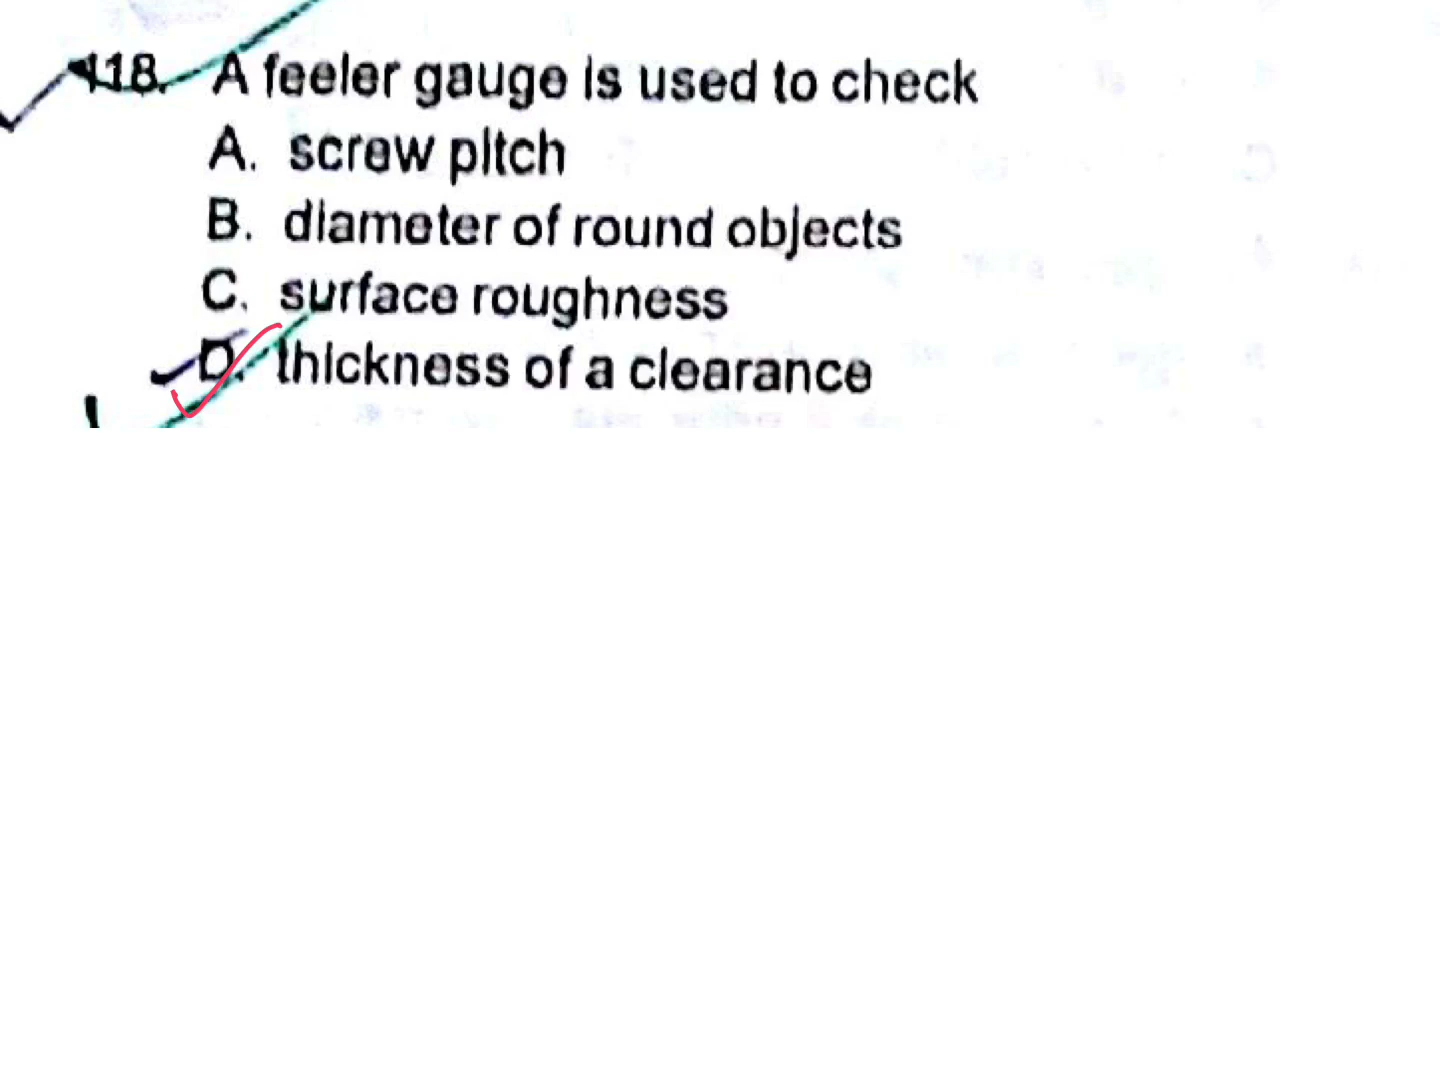 118. A feeler gauge is used to check
A. screw pitch
B. diameter of round objects
C. surface roughness
D. thickness of a clearance